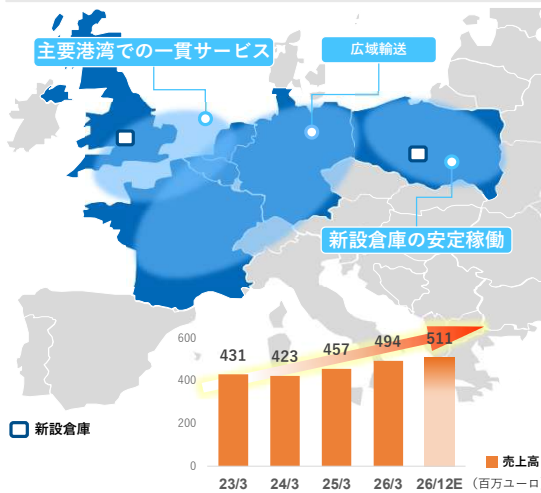 主要港湾での一貫サービス
広域輸送
新設倉庫の安定稼働
新設倉庫
600
400
200
0
431
423
457
494
511
23/3
24/3
25/3
26/3
26/12E
売上高
（百万ユーロ